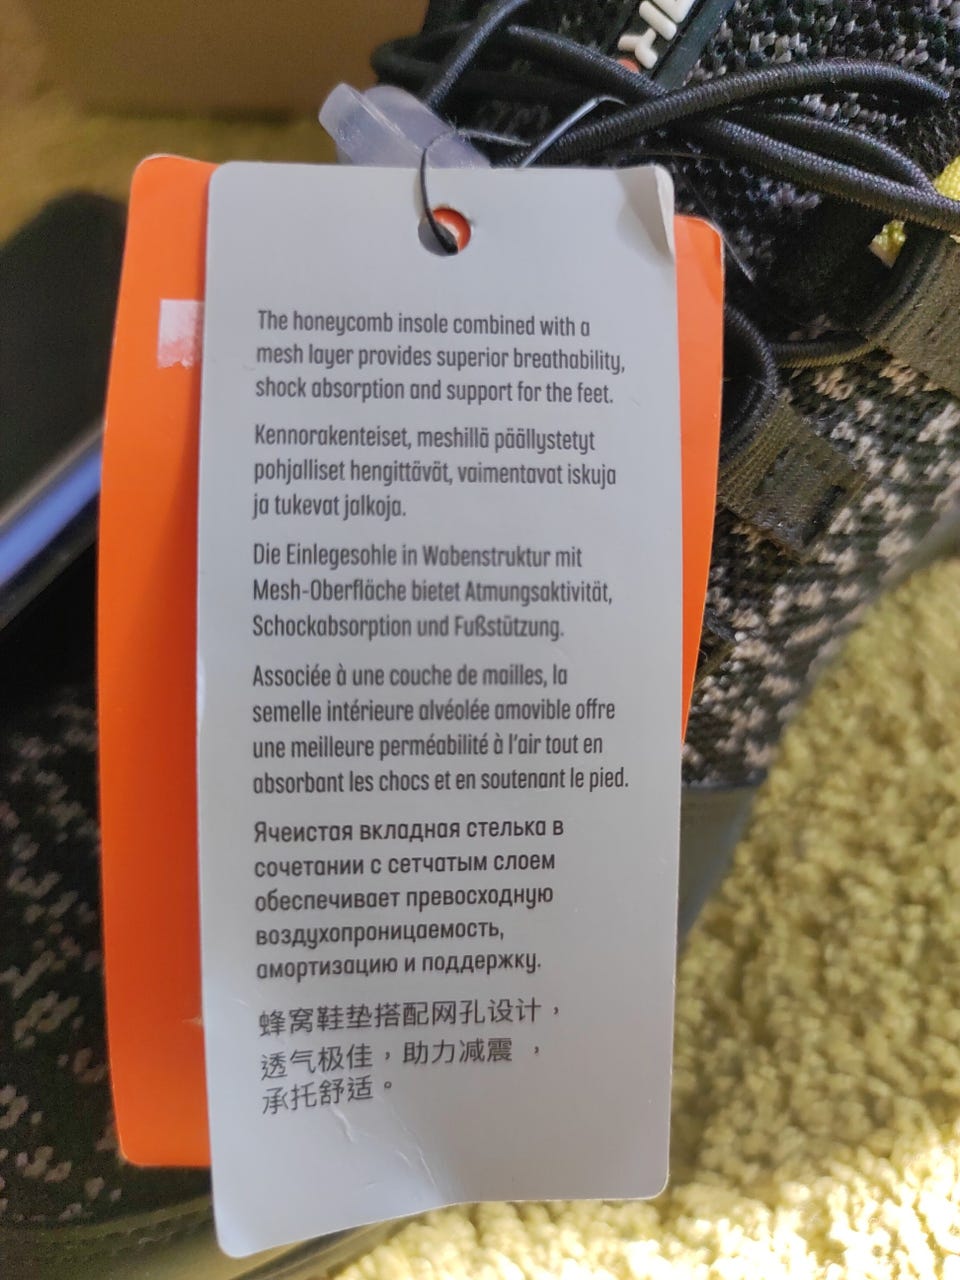 The honeycomb insole combined with a
mesh layer provides superior breathability,
shock absorption and support for the feet.
Kennorakenteiset, meshillä päällystetyt
pohjalliset hengittävät, vaimentavat iskuja
ja tukevat jalkoja.
Die Einlegesohle in Wabenstruktur mit
Mesh-Oberfläche bietet Atmungsaktivität,
Schockabsorption und Fußstützung.
Associée à une couche de mailles, la
semelle intérieure alvéolée amovible offre
une meilleure perméabilité à l'air tout en
absorbant les chocs et en soutenant le pied.
Ячеистая вкладная стелька в
сочетании с сетчатым слоем
обеспечивает превосходную
воздухопроницаемость,
амортизацию и поддержку.
蜂窝鞋垫搭配网孔设计，
透气极佳，助力减震 ，
承托舒适。